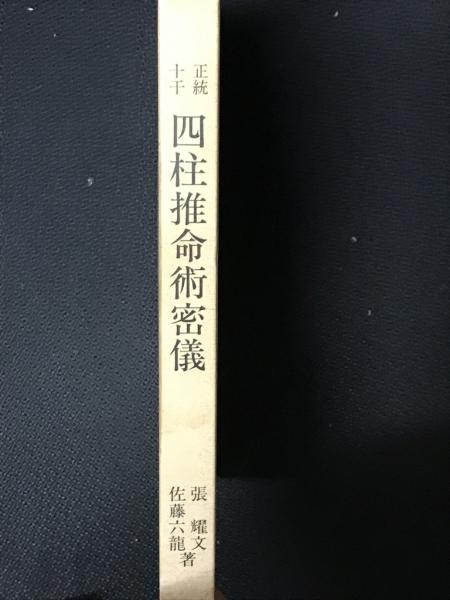 正統
十干
四柱推命術密儀
張耀文
佐藤六龍
著